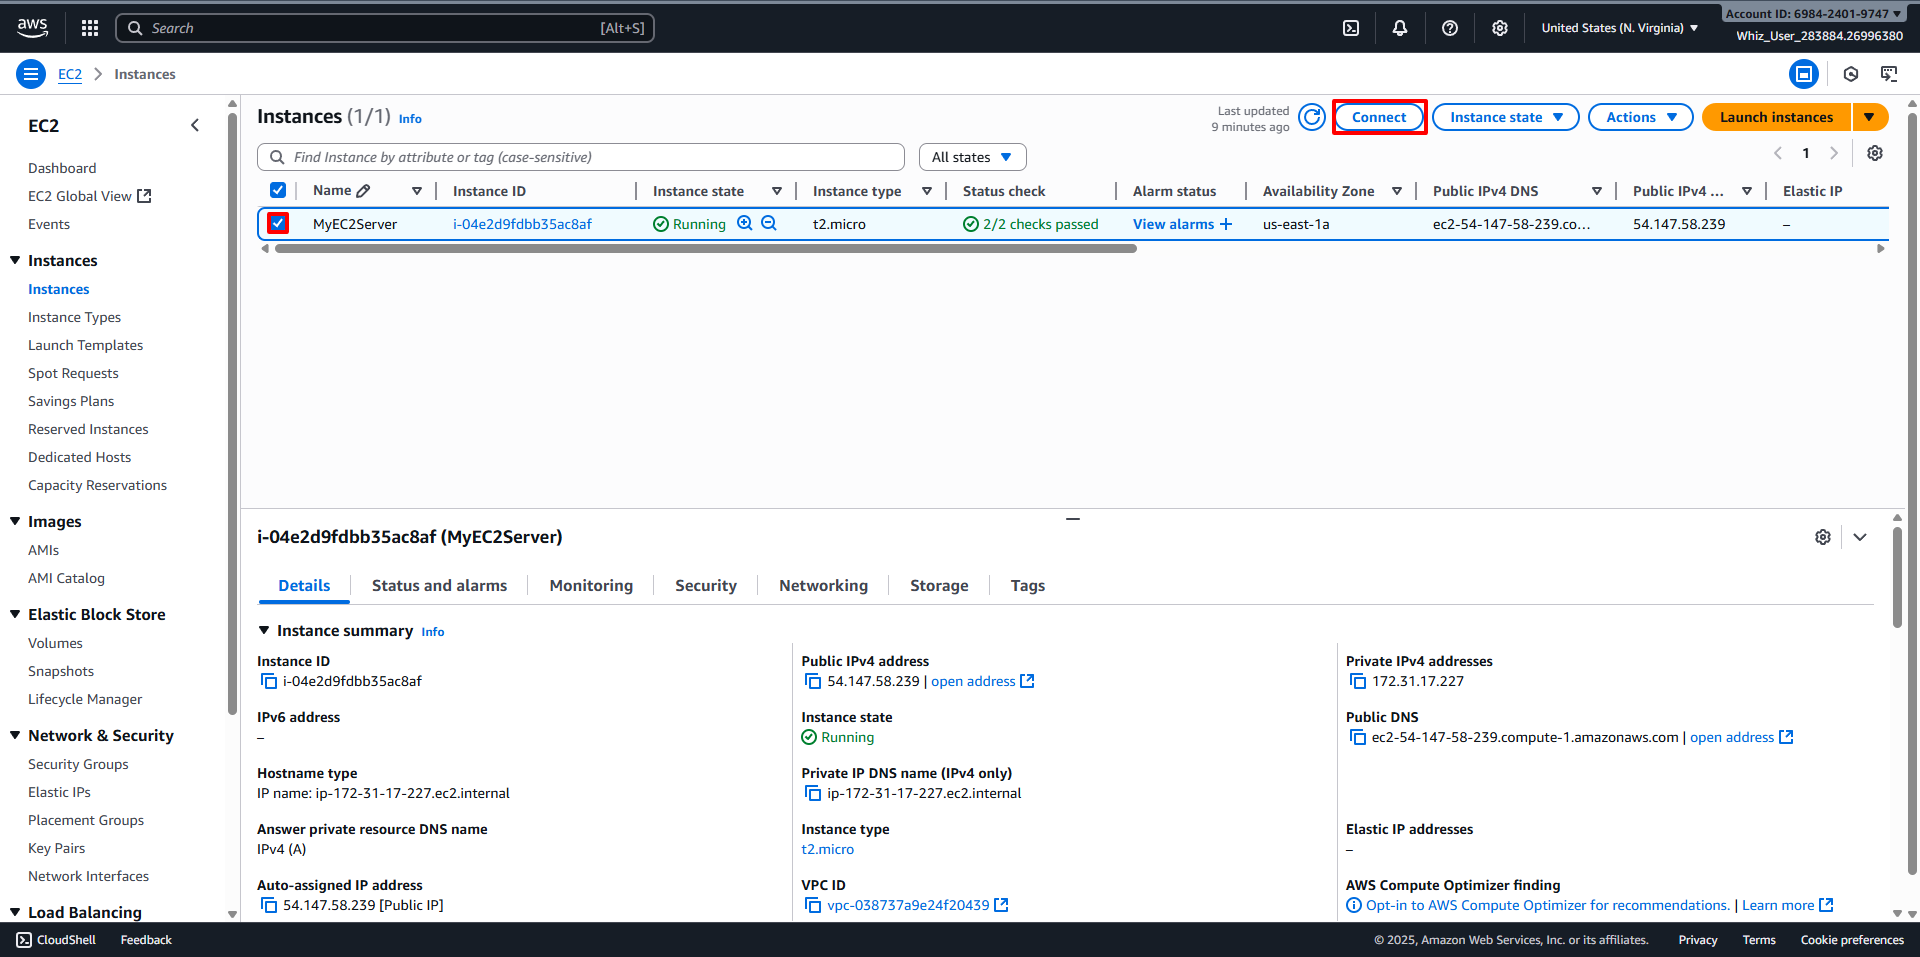 aws
Search [Alt+S]
United States (N. Virginia)
Account ID: 6984-2401-9747
Whiz_User_283884.26996380
EC2 Instances
EC2
Dashboard
EC2 Global View
Events
Instances
Instances
Instance Types
Launch Templates
Spot Requests
Savings Plans
Reserved Instances
Dedicated Hosts
Capacity Reservations
Images
AMIs
AMI Catalog
Elastic Block Store
Volumes
Snapshots
Lifecycle Manager
Network & Security
Security Groups
Elastic IPs
Placement Groups
Key Pairs
Network Interfaces
Load Balancing
Instances (1/1) Info
Last updated
9 minutes ago
Connect Instance state Actions Launch instances
Find Instance by attribute or tag (case-sensitive) All states 1
Name Instance ID Instance state Instance type Status check Alarm status Availability Zone Public IPv4 DNS Public IPv4 ... Elastic IP
MyEC2Server i-04e2d9fdbb35ac8af Running t2.micro 2/2 checks passed View alarms + us-east-1a ec2-54-147-58-239.co... 54.147.58.239 –
i-04e2d9fdbb35ac8af (MyEC2Server)
Details Status and alarms Monitoring Security Networking Storage Tags
Instance summary Info
Instance ID
i-04e2d9fdbb35ac8af
Public IPv4 address
54.147.58.239 | open address
Private IPv4 addresses
172.31.17.227
IPv6 address
–
Instance state
Running
Public DNS
ec2-54-147-58-239.compute-1.amazonaws.com | open address
Hostname type
IP name: ip-172-31-17-227.ec2.internal
Private IP DNS name (IPv4 only)
ip-172-31-17-227.ec2.internal
Answer private resource DNS name
IPv4 (A)
Instance type
t2.micro
Elastic IP addresses
–
Auto-assigned IP address
54.147.58.239 [Public IP]
VPC ID
vpc-038737a9e24f20439
AWS Compute Optimizer finding
Opt-in to AWS Compute Optimizer for recommendations. | Learn more
CloudShell Feedback © 2025, Amazon Web Services, Inc. or its affiliates. Privacy Terms Cookie preferences